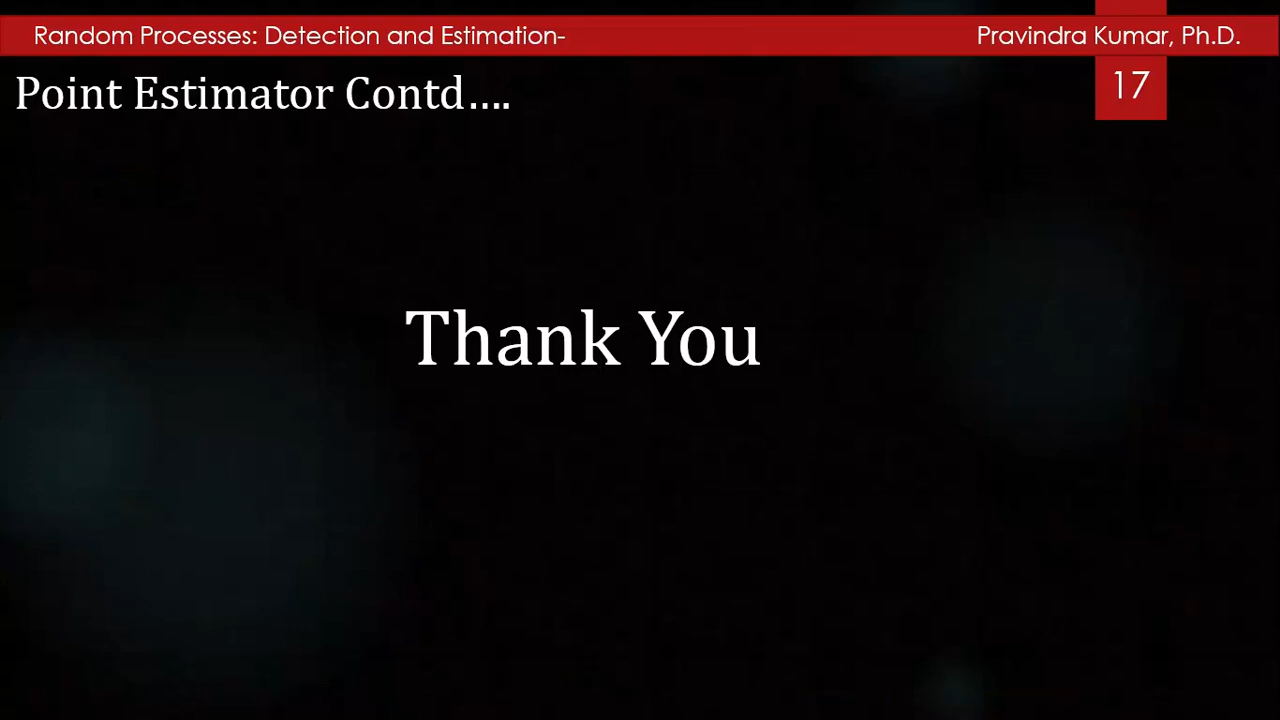 Random Processes: Detection and Estimation- Pravindra Kumar, Ph.D.
Point Estimator Contd....
17
Thank You